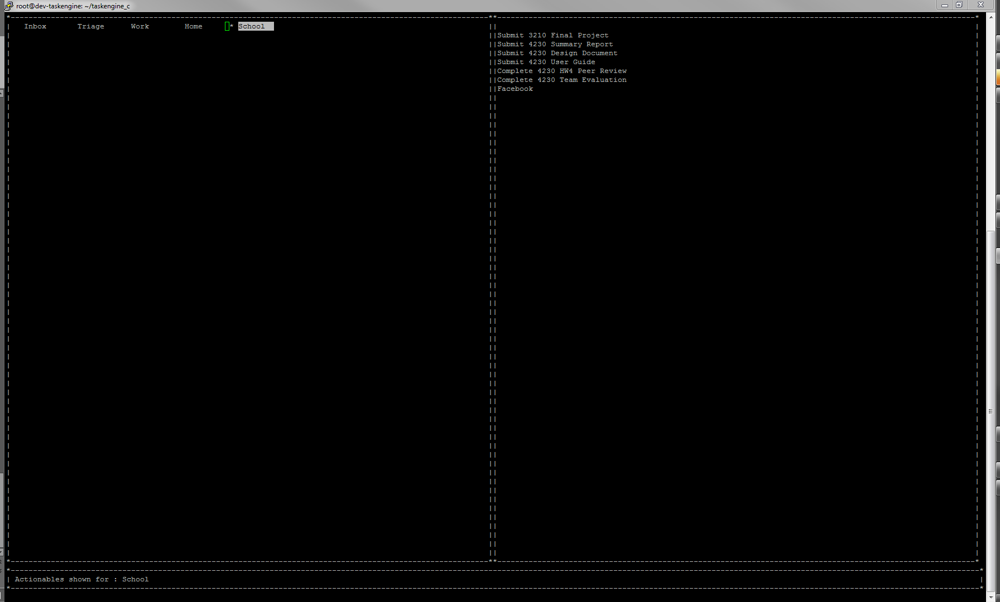 root@dev-taskengine: ~/taskengine_c
Inbox Triage Work Home * School
Submit 3210 Final Project
Submit 4230 Summary Report
Submit 4230 Design Document
Submit 4230 User Guide
Complete 4230 HW4 Peer Review
Complete 4230 Team Evaluation
Facebook
Actionables shown for : School